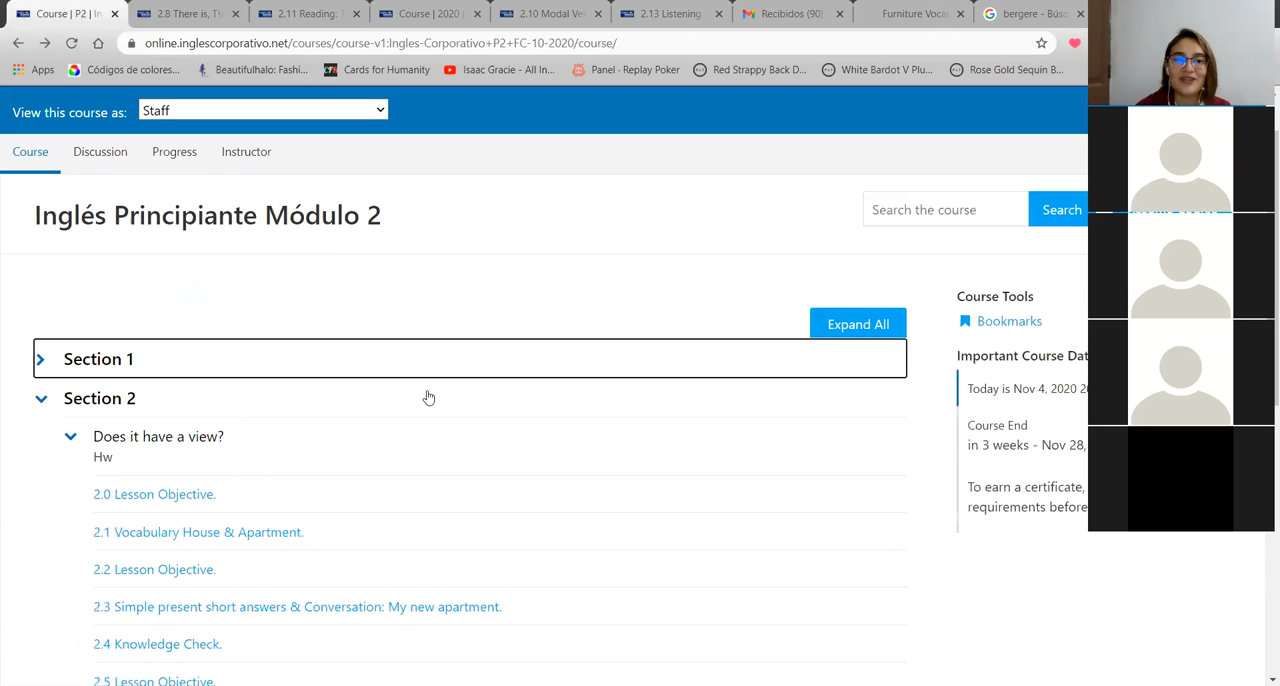 Course | P2 | In
2.8 There is, Th
2.11 Reading:
Course | 2020
2.10 Modal Ver
2.13 Listening
Recibidos (90)
Furniture Voca
bergere - Búsq
online.inglescorporativo.net/courses/course-v1:Ingles-Corporativo+P2+FC-10-2020/course/
Apps
Códigos de colores...
Beautifulhalo: Fashi...
Cards for Humanity
Isaac Gracie - All In...
Panel · Replay Poker
Red Strappy Back D...
White Bardot V Plu...
Rose Gold Sequin B...
View this course as:
Staff
Course
Discussion
Progress
Instructor
Inglés Principiante Módulo 2
Search the course
Search
Expand All
Section 1
Section 2
Does it have a view?
Hw
2.0 Lesson Objective.
2.1 Vocabulary House & Apartment.
2.2 Lesson Objective.
2.3 Simple present short answers & Conversation: My new apartment.
2.4 Knowledge Check.
2.5 Lesson Objective.
Course Tools
Bookmarks
Important Course Dat
Today is Nov 4, 2020 20
Course End
in 3 weeks - Nov 28,
To earn a certificate,
requirements before